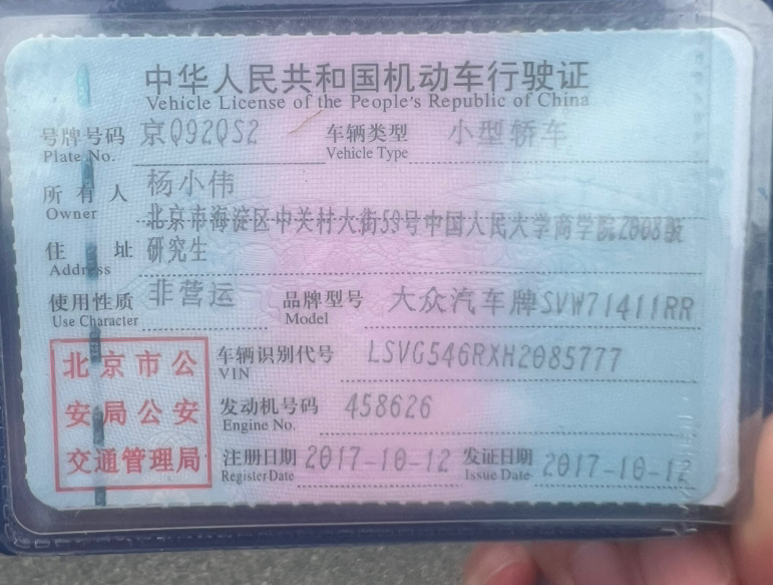 中华人民共和国机动车行驶证
Vehicle License of the People's Republic of China
号牌号码 京Q92QS2 车辆类型 小型轿车
Plate No. Vehicle Type
所有人 杨小伟
Owner
北京市海淀区中关村大街59号中国人民大学商学院2008级
住址 研究生
Address
使用性质 非营运 品牌型号 大众汽车牌SVW71411RR
Use Character Model
北京市公 车辆识别代号 LSVG546RXH2085777
VIN
安局公安 发动机号码 458626
Engine No.
交通管理局 注册日期 2017-10-12 发证日期 2017-10-12
Register Date Issue Date